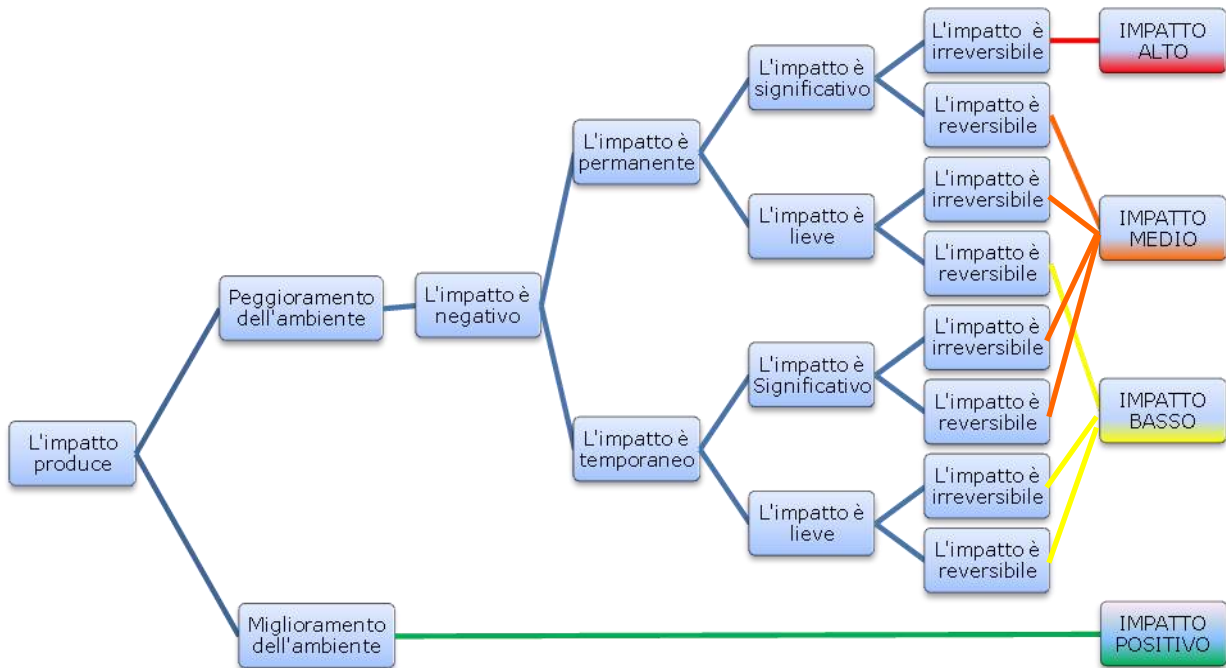 L'impatto
produce
Peggioramento
dell'ambiente
Miglioramento
dell'ambiente
L'impatto è
negativo
L'impatto è
permanente
L'impatto è
temporaneo
L'impatto è
significativo
L'impatto è
lieve
L'impatto è
Significativo
L'impatto è
lieve
L'impatto è
irreversibile
L'impatto è
reversibile
L'impatto è
irreversibile
L'impatto è
reversibile
L'impatto è
irreversibile
L'impatto è
reversibile
L'impatto è
irreversibile
L'impatto è
reversibile
IMPATTO
ALTO
IMPATTO
MEDIO
IMPATTO
BASSO
IMPATTO
POSITIVO